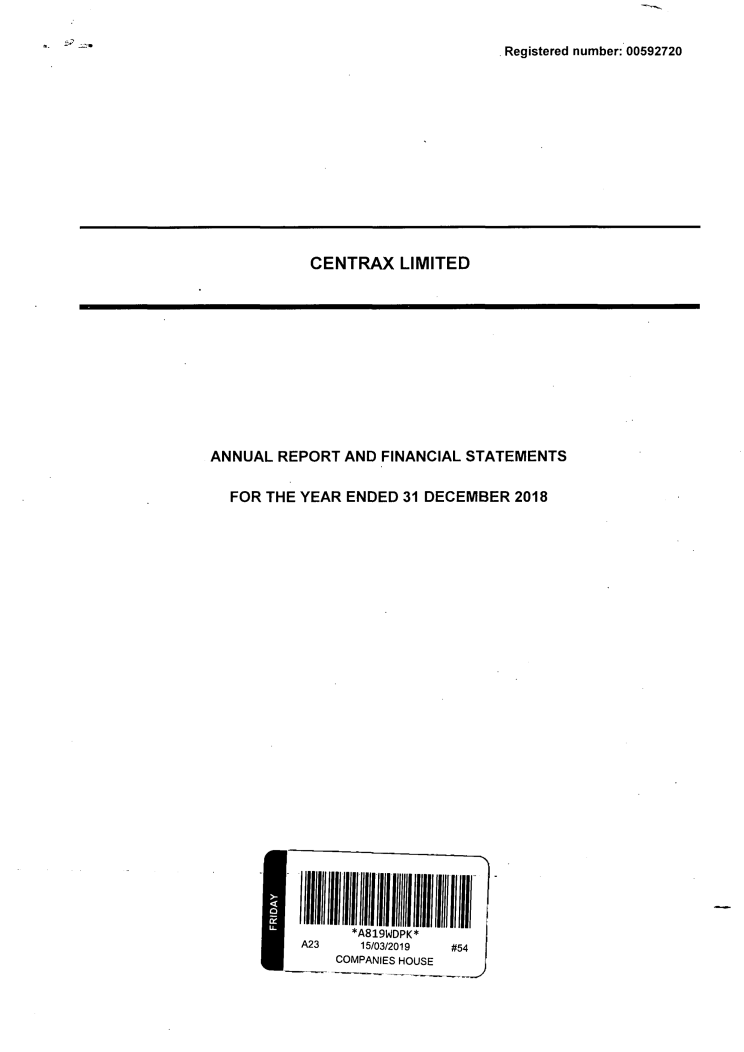 Registered number: 00592720
CENTRAX LIMITED
ANNUAL REPORT AND FINANCIAL STATEMENTS
FOR THE YEAR ENDED 31 DECEMBER 2018
FRIDAY
*A819WDPK*
A23 15/03/2019 #54
COMPANIES HOUSE